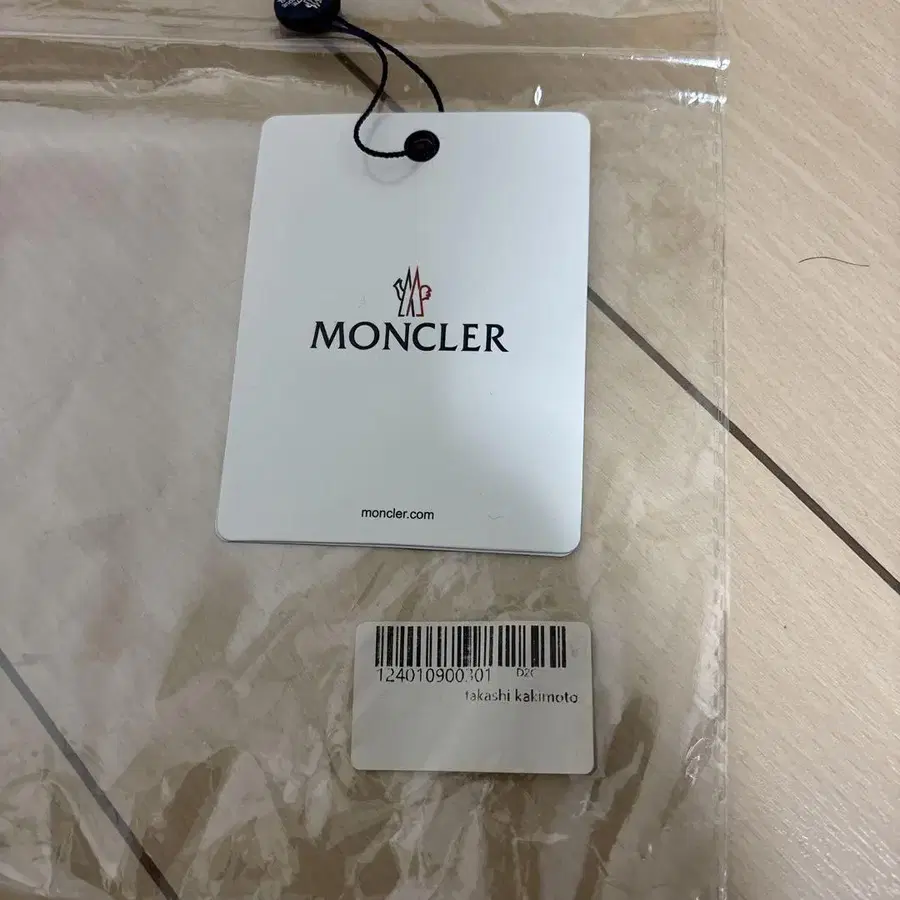 MONCLER
moncler.com
124010900301
D2C
takashi kakimoto